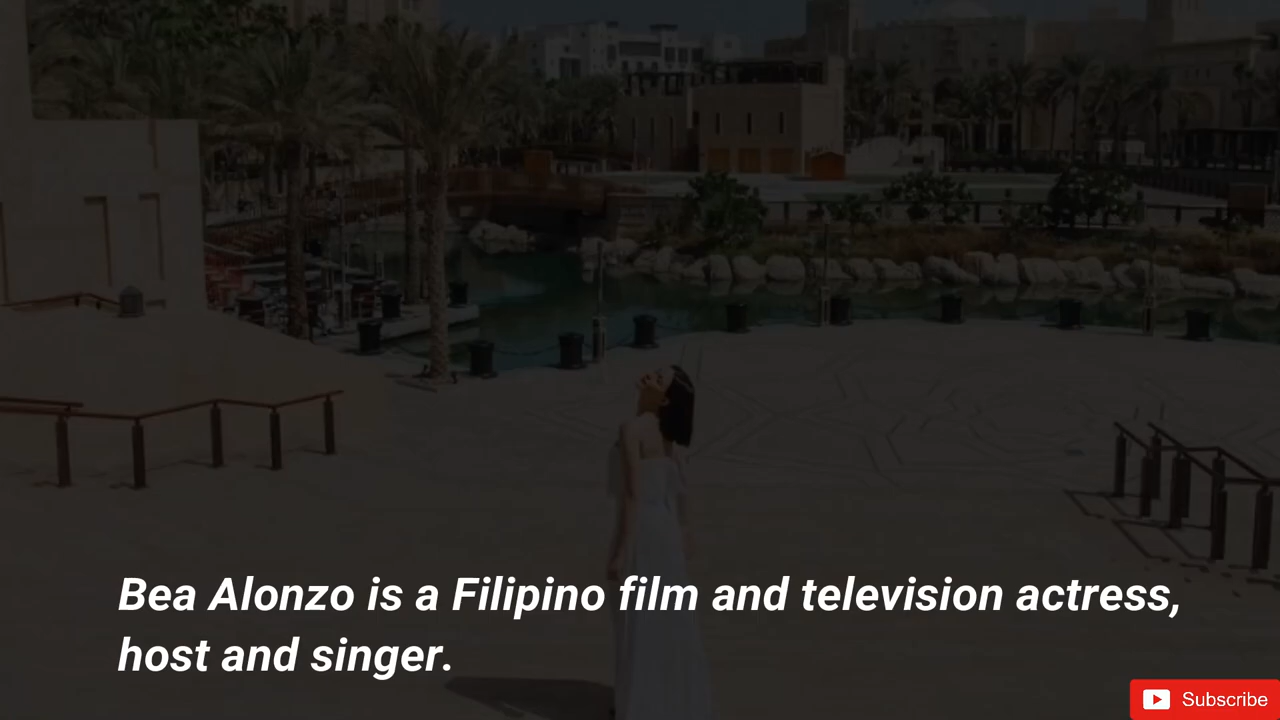 Bea Alonzo is a Filipino film and television actress,
host and singer.
Subscribe